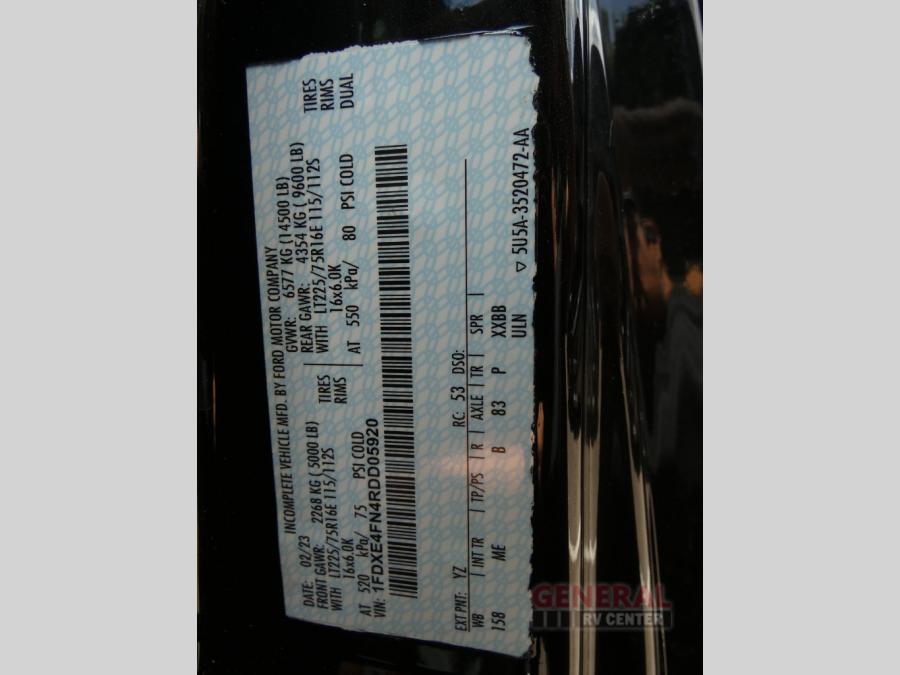 INCOMPLETE VEHICLE MFD. BY FORD MOTOR COMPANY
DATE: 02/23 GVWR: 6577 KG (14500 LB)
FRONT GAWR: 2268 KG (5000 LB) REAR GAWR: 4354 KG ( 9600 LB)
WITH LT225/75R16E 115/112S TIRES WITH LT225/75R16E 115/112S TIRES
16x6.0K RIMS 16x6.0K RIMS
AT 520 kPa/ 75 PSI COLD AT 550 kPa/ 80 PSI COLD DUAL
VIN: 1FDXE4FN4RDD05920
EXT PNT: YZ RC: 53 DSO:
WB INT TR TP/PS R AXLE TR SPR
158 ME B 83 P XXBB
ULN
▽ 5U5A-3520472-AA
GENERAL
RV CENTER